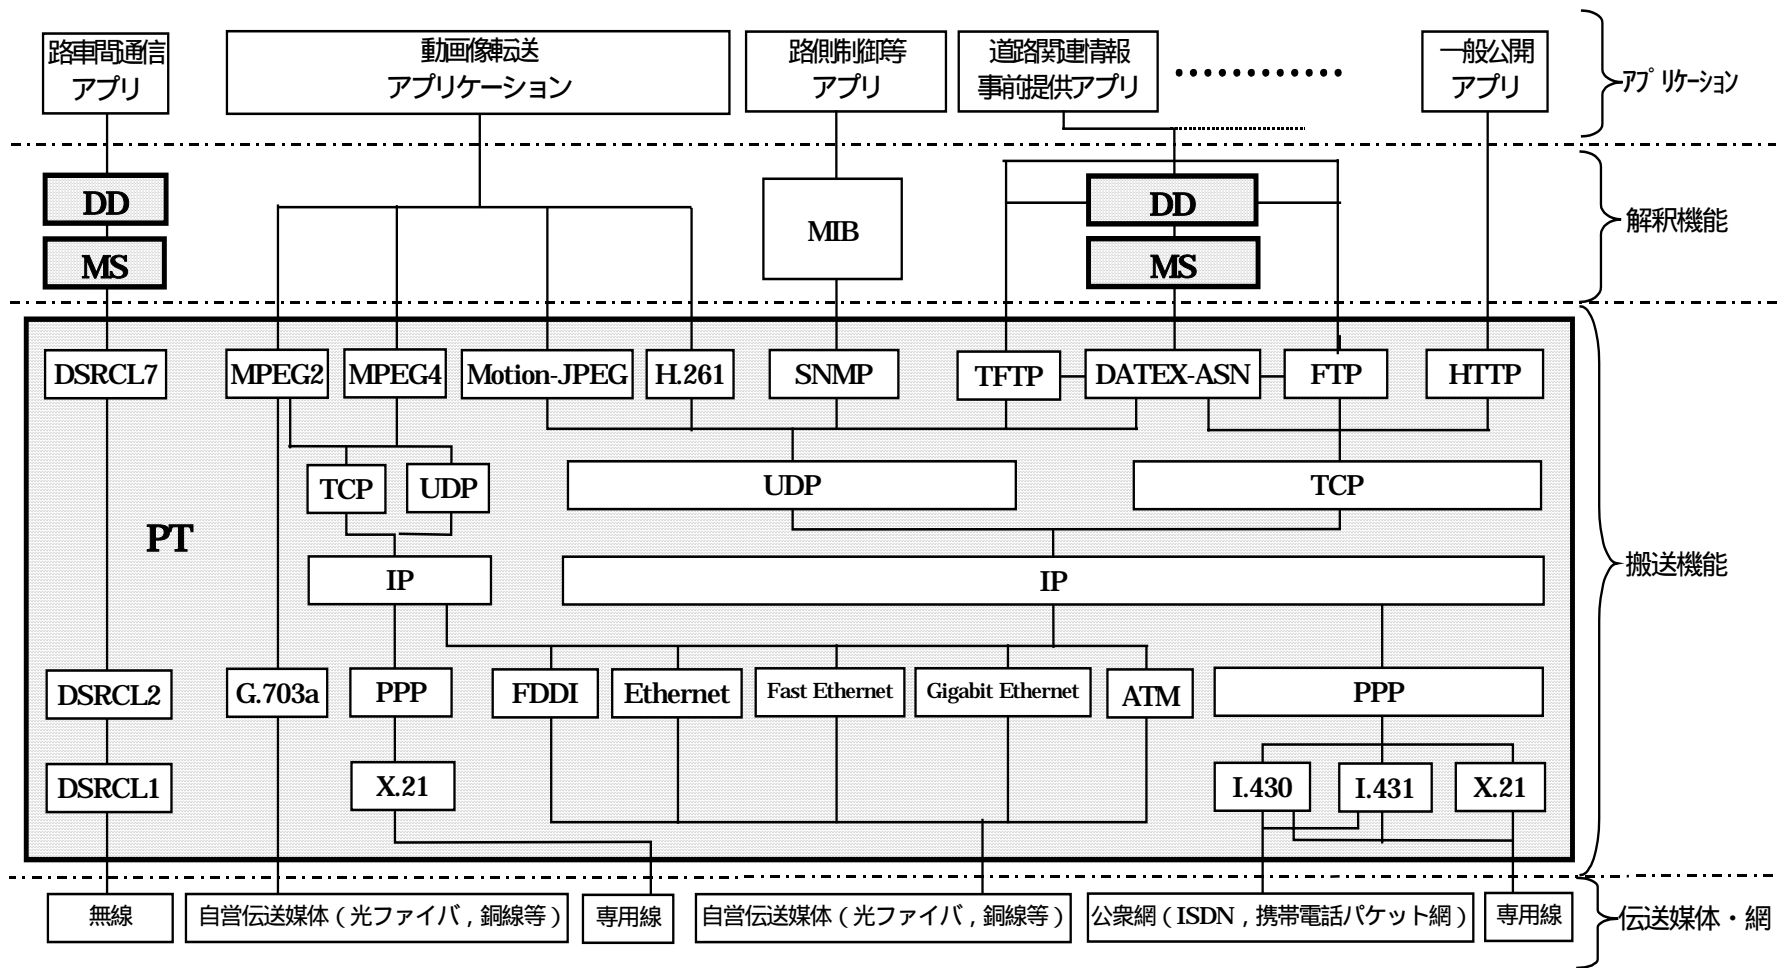 路車間通信
アプリ
動画像転送
アプリケーション
路側制御等
アプリ
道路関連情報
事前提供アプリ
一般公開
アプリ
アプリケーション
DD
MS
MIB
DD
MS
解釈機能
DSRCL7
MPEG2
MPEG4
Motion-JPEG
H.261
SNMP
TFTP
DATEX-ASN
FTP
HTTP
TCP
UDP
UDP
TCP
PT
IP
IP
搬送機能
DSRCL2
G.703a
PPP
FDDI
Ethernet
Fast Ethernet
Gigabit Ethernet
ATM
PPP
DSRCL1
X.21
I.430
I.431
X.21
無線
自営伝送媒体（光ファイバ，銅線等）
専用線
自営伝送媒体（光ファイバ，銅線等）
公衆網（ISDN，携帯電話パケット網）
専用線
伝送媒体・網